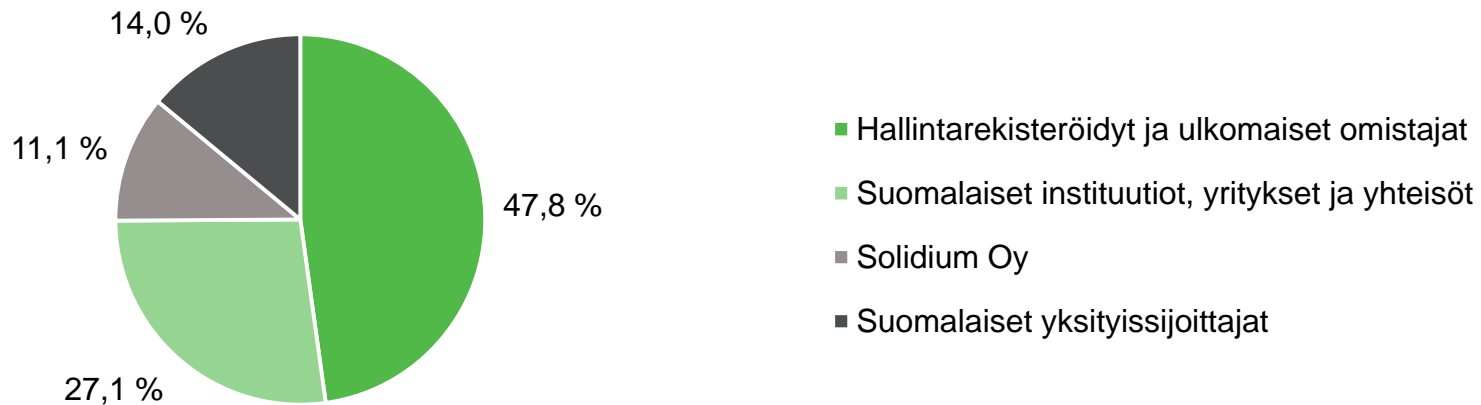 14,0 %
11,1 %
47,8 %
27,1 %
Hallintarekisteröidyt ja ulkomaiset omistajat
Suomalaiset instituutiot, yritykset ja yhteisöt
Solidium Oy
Suomalaiset yksityissijoittajat